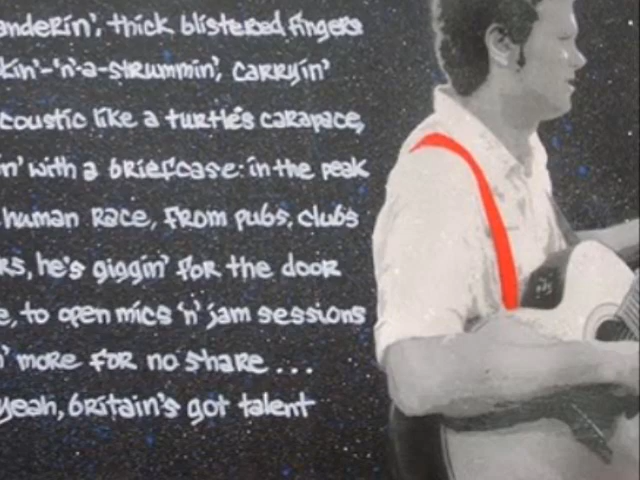 anderin', thick blistered fingers
kin'-'n'-a-strummin', carryin'
coustic like a turtle's carapace,
in' with a briefcase: in the peak
human race, from pubs, clubs
rs, he's giggin' for the door
e, to open mics 'n' jam sessions
n' more for no share ...
yeah, britain's got talent